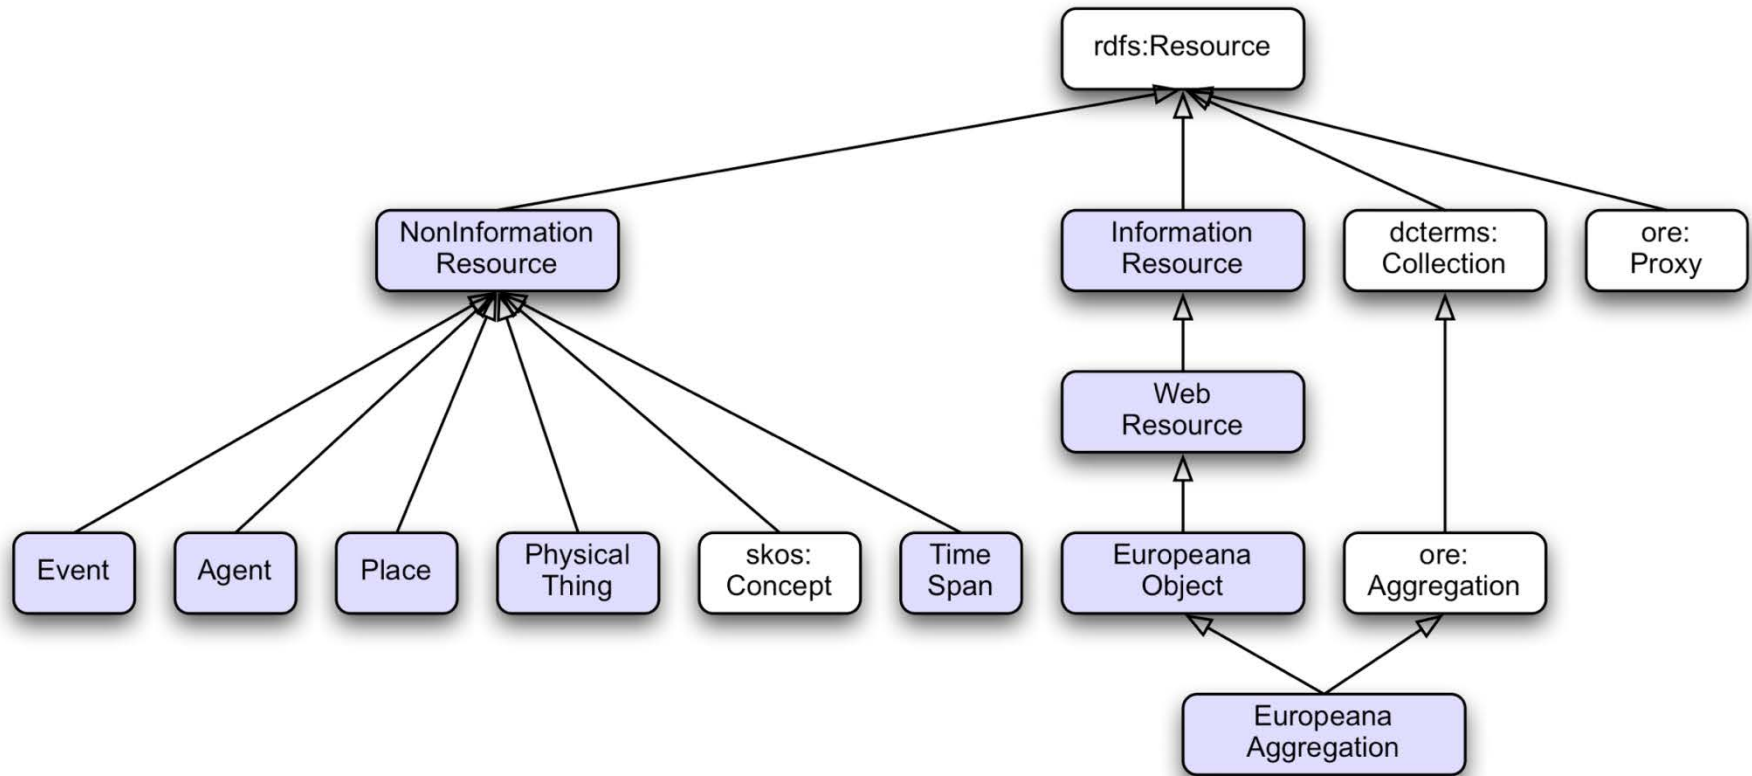 rdfs:Resource
NonInformation
Resource
Information
Resource
dcterms:
Collection
ore:
Proxy
Web
Resource
Event
Agent
Place
Physical
Thing
skos:
Concept
Time
Span
Europeana
Object
ore:
Aggregation
Europeana
Aggregation